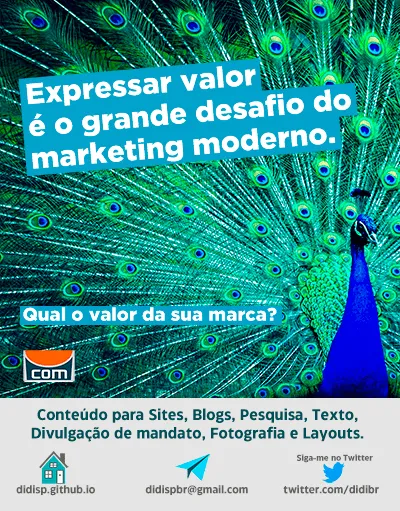 Expressar valor
é o grande desafio do
marketing moderno.
Qual o valor da sua marca?
com
Conteúdo para Sites, Blogs, Pesquisa, Texto,
Divulgação de mandato, Fotografia e Layouts.
Siga-me no Twitter
didisp.github.io
didispbr@gmail.com
twitter.com/didibr